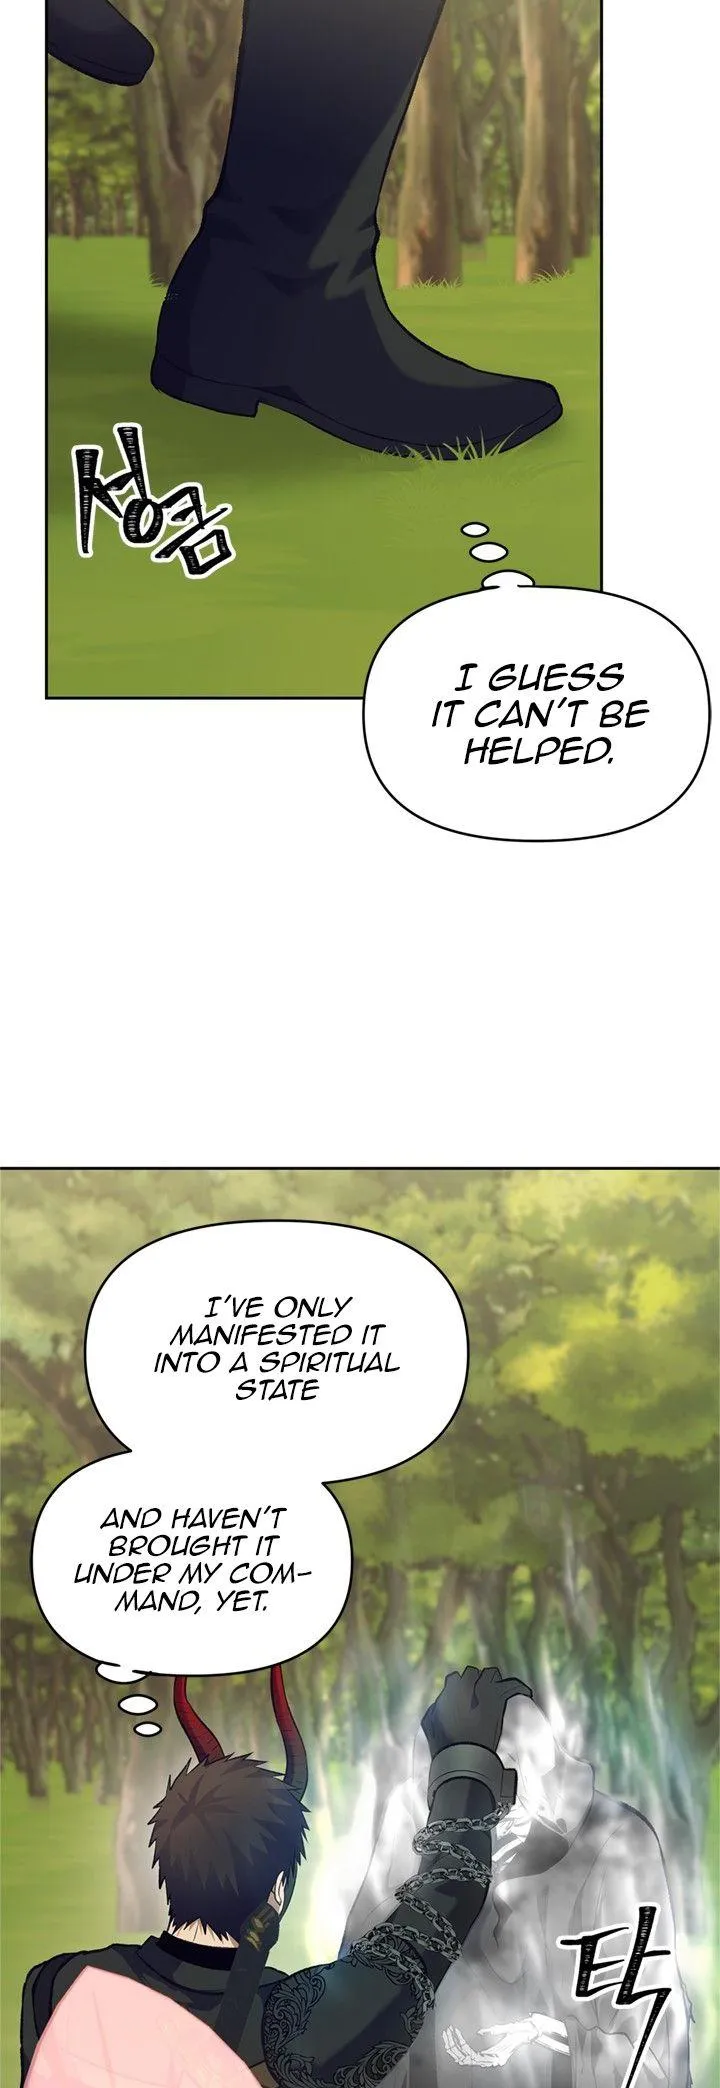 성큼
I GUESS
IT CAN'T BE
HELPED.
I'VE ONLY
MANIFESTED IT
INTO A SPIRITUAL
STATE
AND HAVEN'T
BROUGHT IT
UNDER MY COM-
MAND, YET.
탁